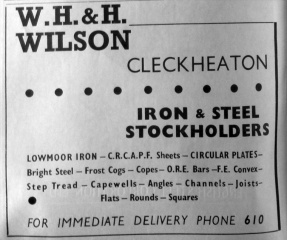 W.H.&H.
WILSON
CLECKHEATON
IRON & STEEL
STOCKHOLDERS
LOWMOOR IRON – C.R.C.A.P.F. Sheets – CIRCULAR PLATES–
Bright Steel – Frost Cogs – Copes – O.R.E. Bars –F.E. Convex–
Step Tread – Capewells – Angles – Channels – Joists–
Flats – Rounds – Squares
FOR IMMEDIATE DELIVERY PHONE 610